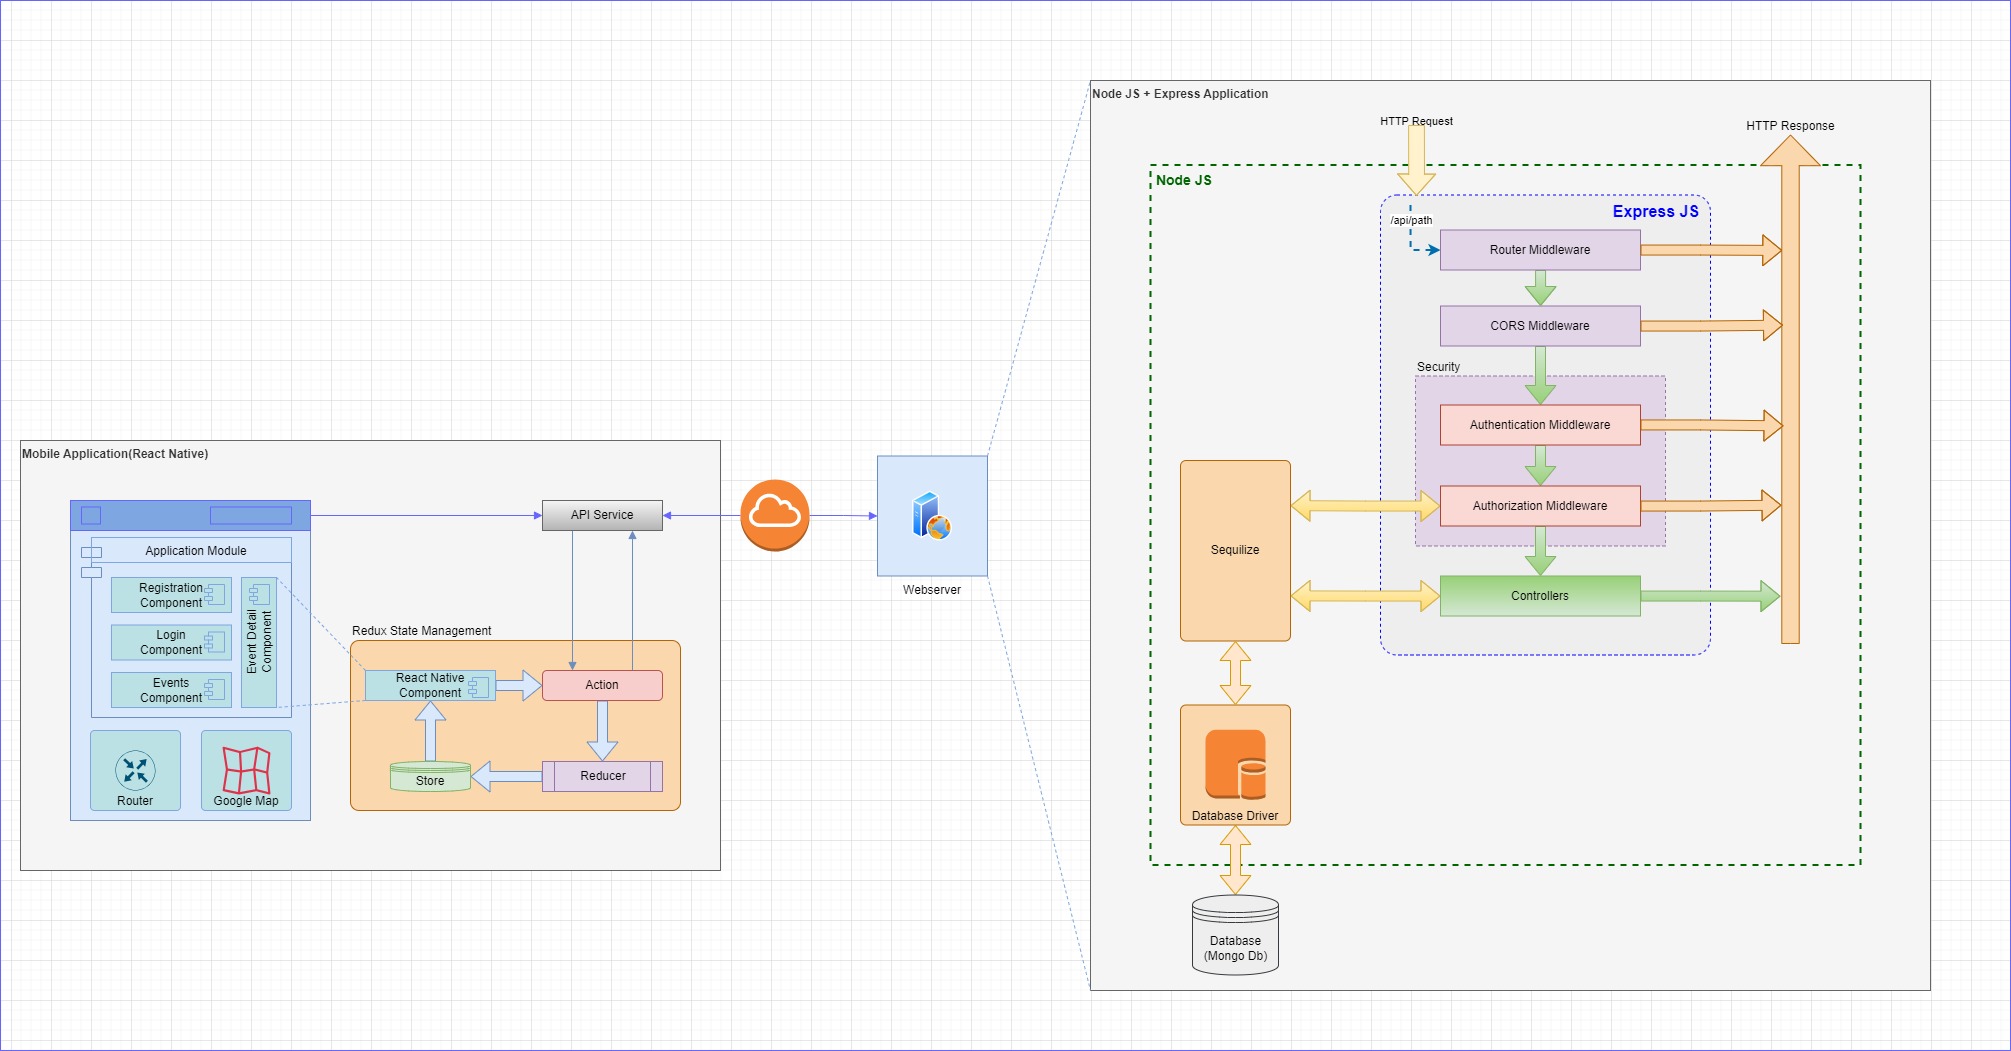 Node JS + Express Application
HTTP Request
HTTP Response
Node JS
Express JS
/api/path
Router Middleware
CORS Middleware
Security
Authentication Middleware
Authorization Middleware
Controllers
Sequilize
Database Driver
Database
(Mongo Db)
Mobile Application(React Native)
API Service
Application Module
Registration
Component
Login
Component
Events
Component
Event Detail
Component
Router
Google Map
Redux State Management
React Native
Component
Action
Reducer
Store
Webserver